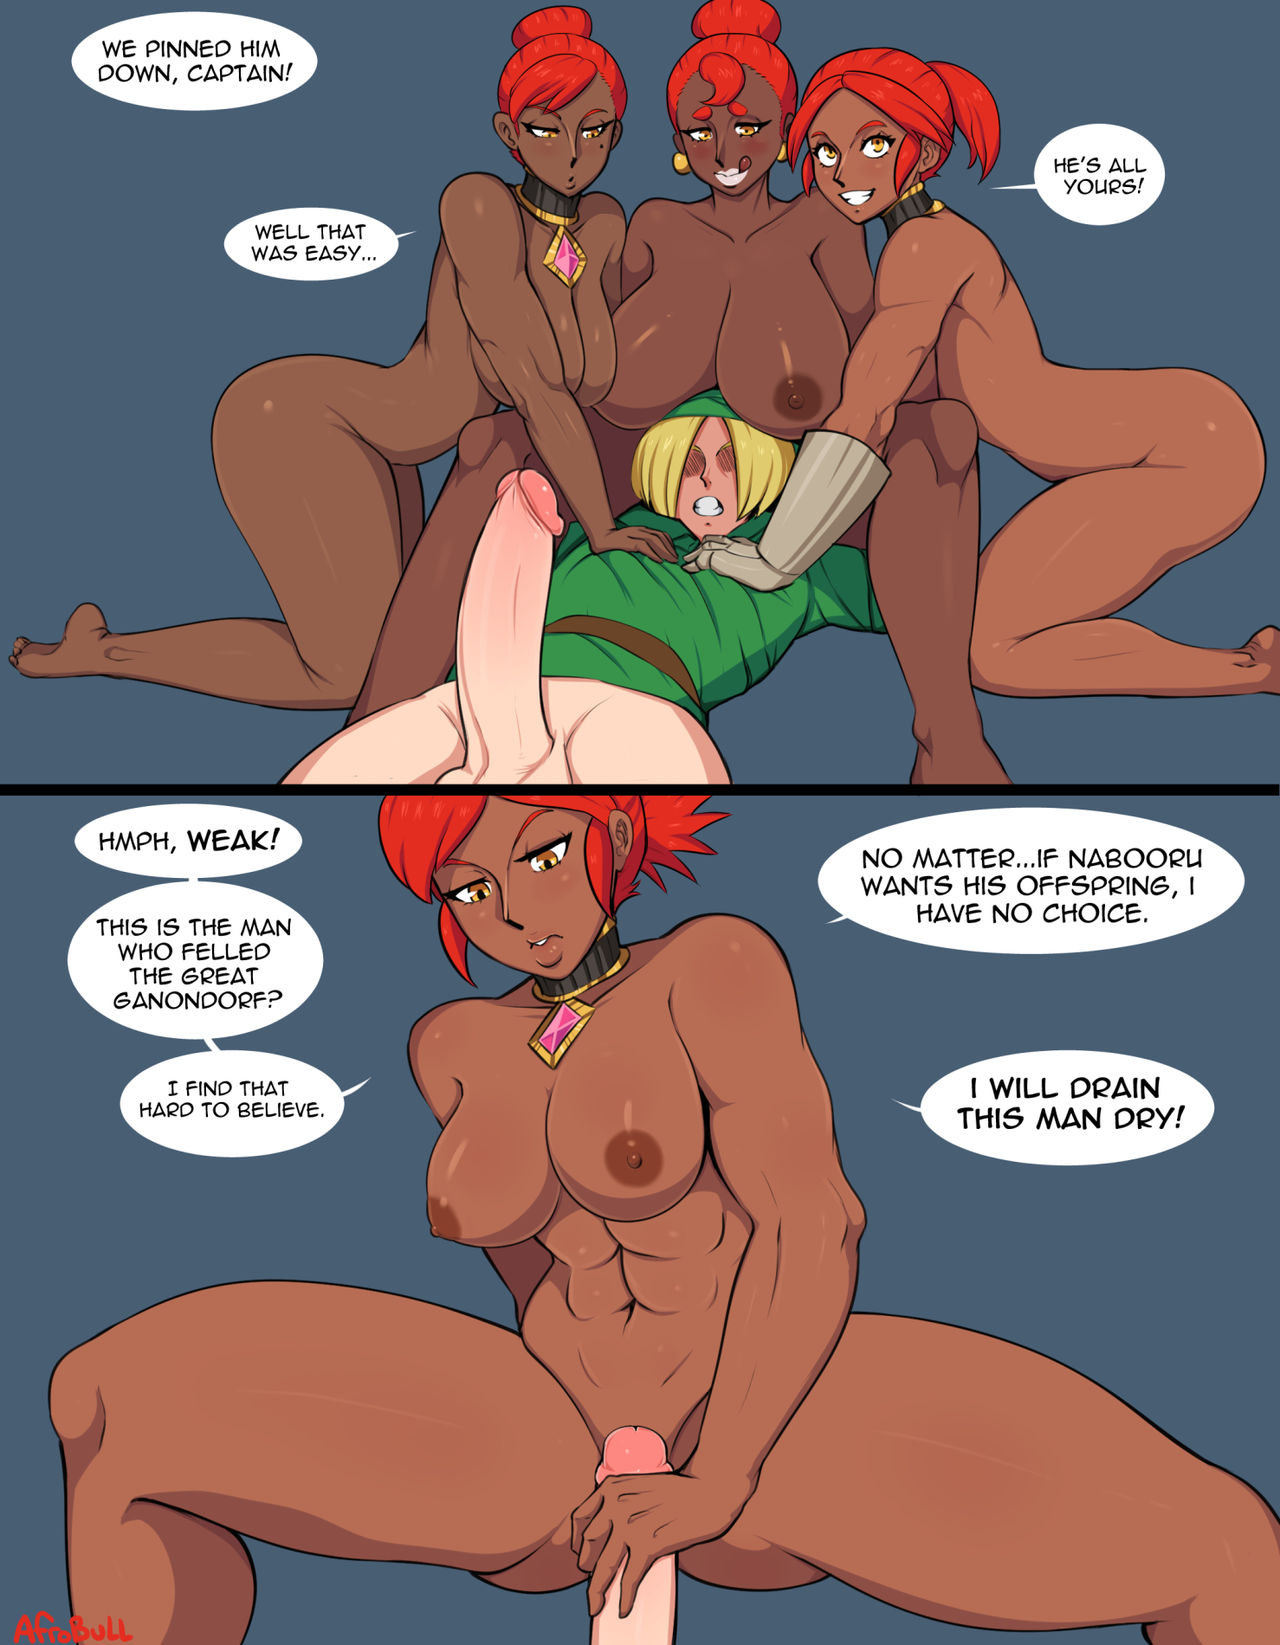 WE PINNED HIM
DOWN, CAPTAIN!
WELL THAT
WAS EASY...
HE'S ALL
YOURS!
HMPH, WEAK!
THIS IS THE MAN
WHO FELLED
THE GREAT
GANONDORF?
I FIND THAT
HARD TO BELIEVE.
NO MATTER...IF NABOORU
WANTS HIS OFFSPRING, I
HAVE NO CHOICE.
I WILL DRAIN
THIS MAN DRY!
AFROBULL